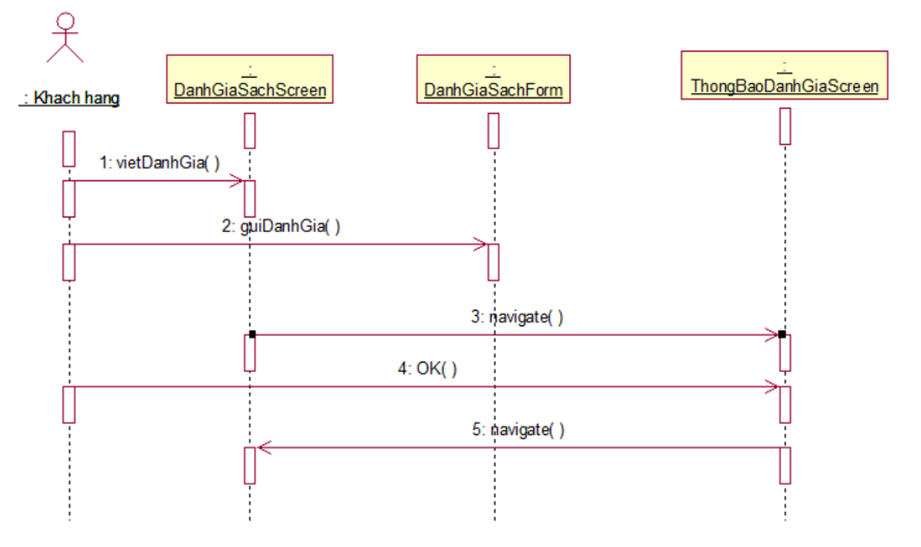 : Khach hang
:
DanhGiaSachScreen
:
DanhGiaSachForm
:
ThongBaoDanhGiaScreen
1: vietDanhGia( )
2: guiDanhGia( )
3: navigate( )
4: OK( )
5: navigate( )